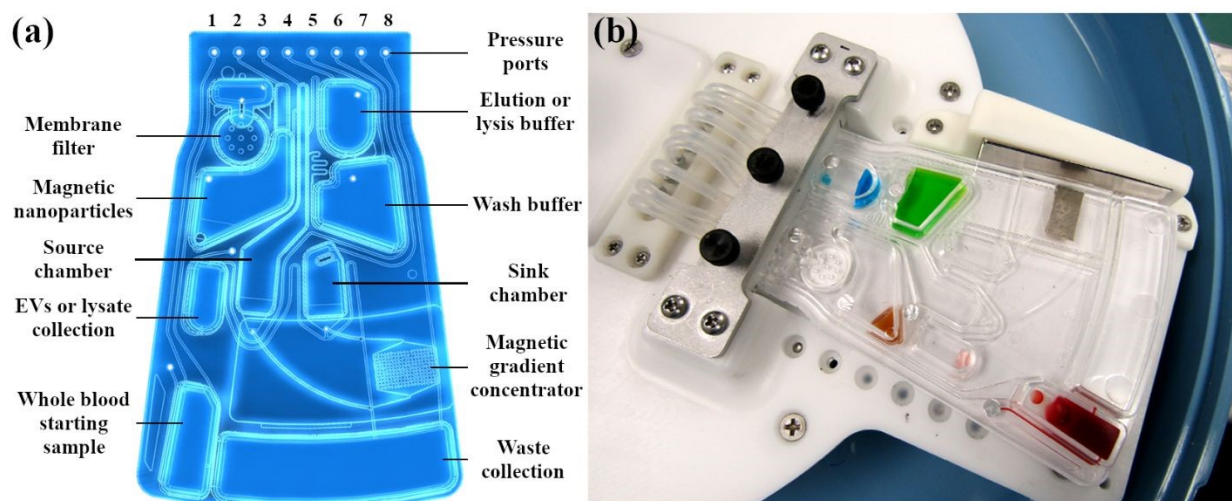 (a)
1 2 3 4 5 6 7 8
Pressure
ports
Elution or
lysis buffer
Membrane
filter
Magnetic
nanoparticles
Wash buffer
Source
chamber
Sink
chamber
EVs or lysate
collection
Magnetic
gradient
concentrator
Whole blood
starting
sample
Waste
collection
(b)